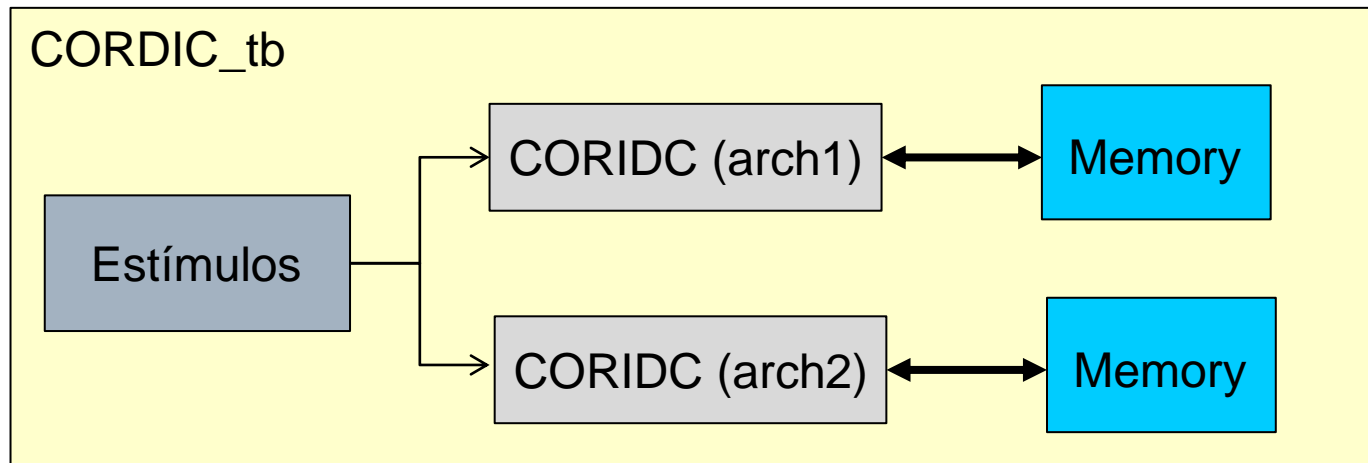 CORDIC_tb
CORIDC (arch1)
Memory
Estímulos
CORIDC (arch2)
Memory